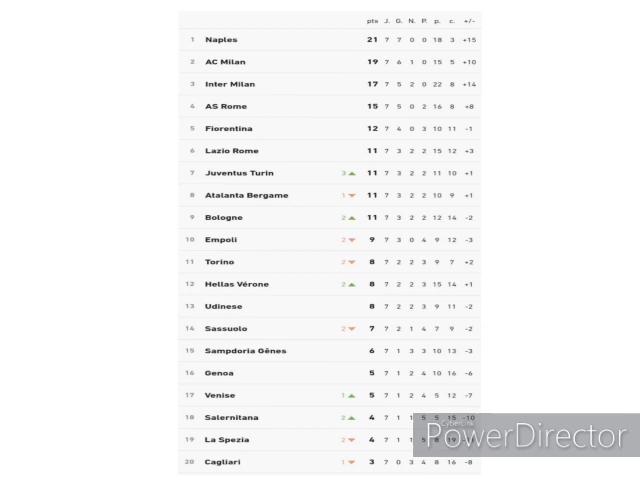 pts J. G. N. P. p. c. +/-
1 Naples 21 7 7 0 0 18 3 +15
2 AC Milan 19 7 6 1 0 15 5 +10
3 Inter Milan 17 7 5 2 0 22 8 +14
4 AS Rome 15 7 5 0 2 16 8 +8
5 Fiorentina 12 7 4 0 3 10 11 -1
6 Lazio Rome 11 7 3 2 2 15 12 +3
7 Juventus Turin 3 11 7 3 2 2 11 10 +1
8 Atalanta Bergame 1 11 7 3 2 2 10 9 +1
9 Bologne 2 11 7 3 2 2 12 14 -2
10 Empoli 2 9 7 3 0 4 9 12 -3
11 Torino 2 8 7 2 2 3 9 7 +2
12 Hellas Vérone 2 8 7 2 2 3 15 14 +1
13 Udinese 8 7 2 2 3 9 11 -2
14 Sassuolo 2 7 7 2 1 4 7 9 -2
15 Sampdoria Gênes 6 7 1 3 3 10 13 -3
16 Genoa 5 7 1 2 4 10 16 -6
17 Venise 1 5 7 1 2 4 5 12 -7
18 Salernitana 2 4 7 1 1 5 5 15 -10
CyberLink
PowerDirector
19 La Spezia 2 4 7 1 1 5 8
20 Cagliari 1 3 7 0 3 4 8 16 -8